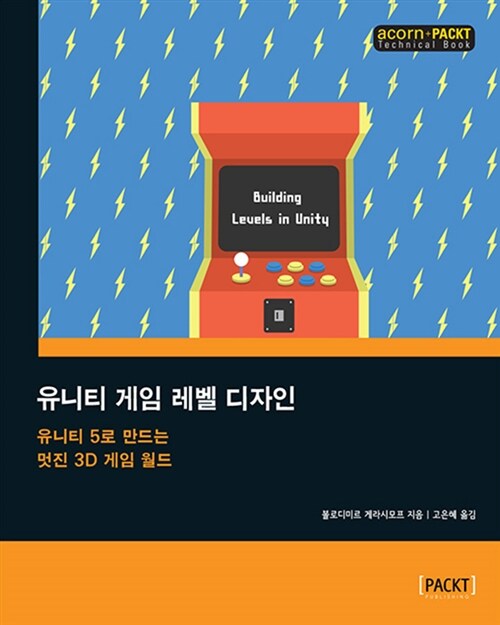 acorn+PACKT
Technical Book
Building
Levels in Unity
유니티 게임 레벨 디자인
유니티 5로 만드는
멋진 3D 게임 월드
볼로디미르 게라시모프 지음 | 고은혜 옮김
[PACKT]
PUBLISHING